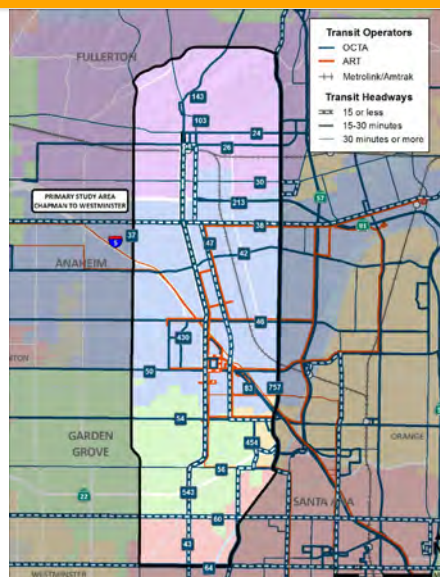 Transit Operators
OCTA
ART
Metrolink/Amtrak
Transit Headways
15 or less
15-30 minutes
30 minutes or more
FULLERTON
143
103
24
26
30
213
57
PRIMARY STUDY AREA
CHAPMAN TO WESTMINSTER
37
38
91
5
47
42
ANAHEIM
46
430
50
83
757
54
GARDEN
GROVE
454
ORANGE
56
22
543
SANTA ANA
60
43
64
WESTMINSTER